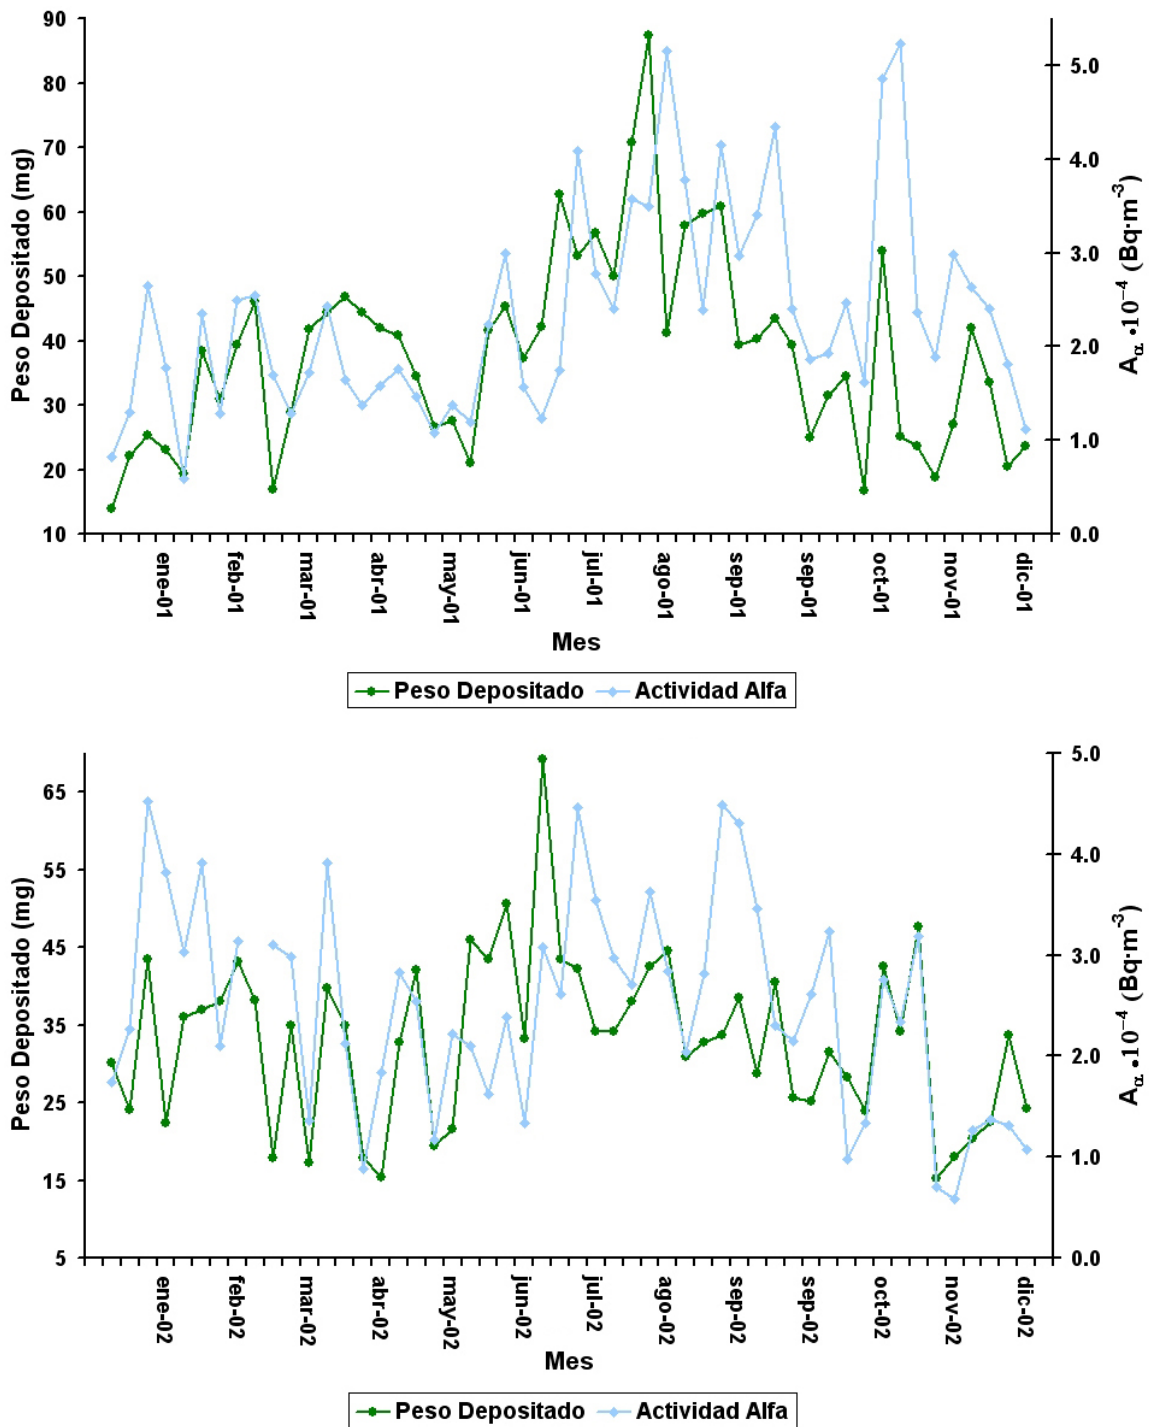 90
80
70
60
50
40
30
20
10
Peso Depositado (mg)
5.0
4.0
3.0
2.0
1.0
0.0
Aα •10⁻⁴ (Bq·m⁻³)
ene-01
feb-01
mar-01
abr-01
may-01
jun-01
jul-01
ago-01
sep-01
sep-01
oct-01
nov-01
dic-01
Mes
Peso Depositado Actividad Alfa
65
55
45
35
25
15
5
Peso Depositado (mg)
5.0
4.0
3.0
2.0
1.0
0.0
Aα •10⁻⁴ (Bq·m⁻³)
ene-02
feb-02
mar-02
abr-02
may-02
jun-02
jul-02
ago-02
sep-02
sep-02
oct-02
nov-02
dic-02
Mes
Peso Depositado Actividad Alfa